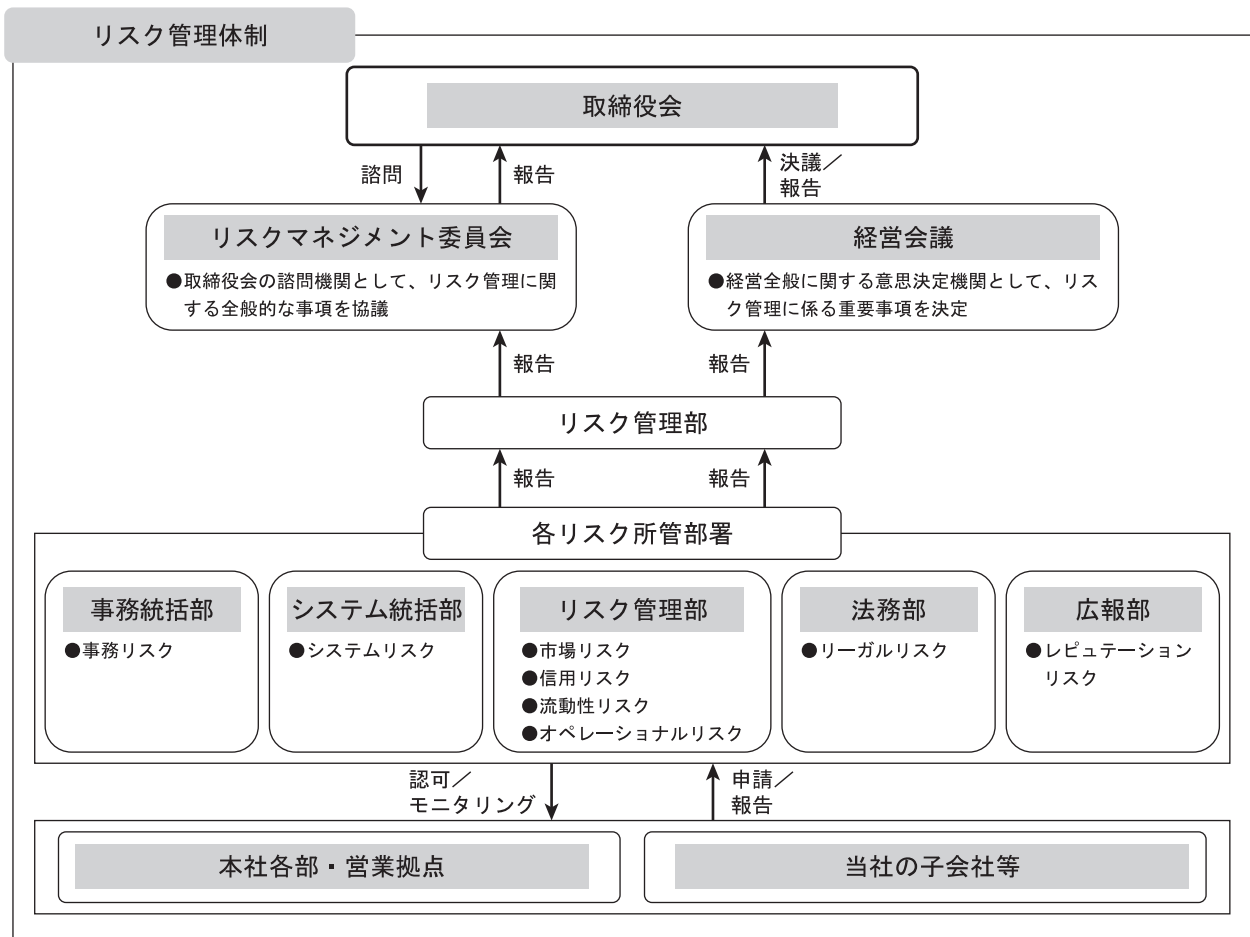 リスク管理体制
取締役会
諮問
報告
決議／
報告
リスクマネジメント委員会
●取締役会の諮問機関として、リスク管理に関
する全般的な事項を協議
経営会議
●経営全般に関する意思決定機関として、リス
ク管理に係る重要事項を決定
報告
報告
リスク管理部
報告
報告
各リスク所管部署
事務統括部
●事務リスク
システム統括部
●システムリスク
リスク管理部
●市場リスク
●信用リスク
●流動性リスク
●オペレーショナルリスク
法務部
●リーガルリスク
広報部
●レピュテーション
リスク
認可／
モニタリング
申請／
報告
本社各部・営業拠点
当社の子会社等